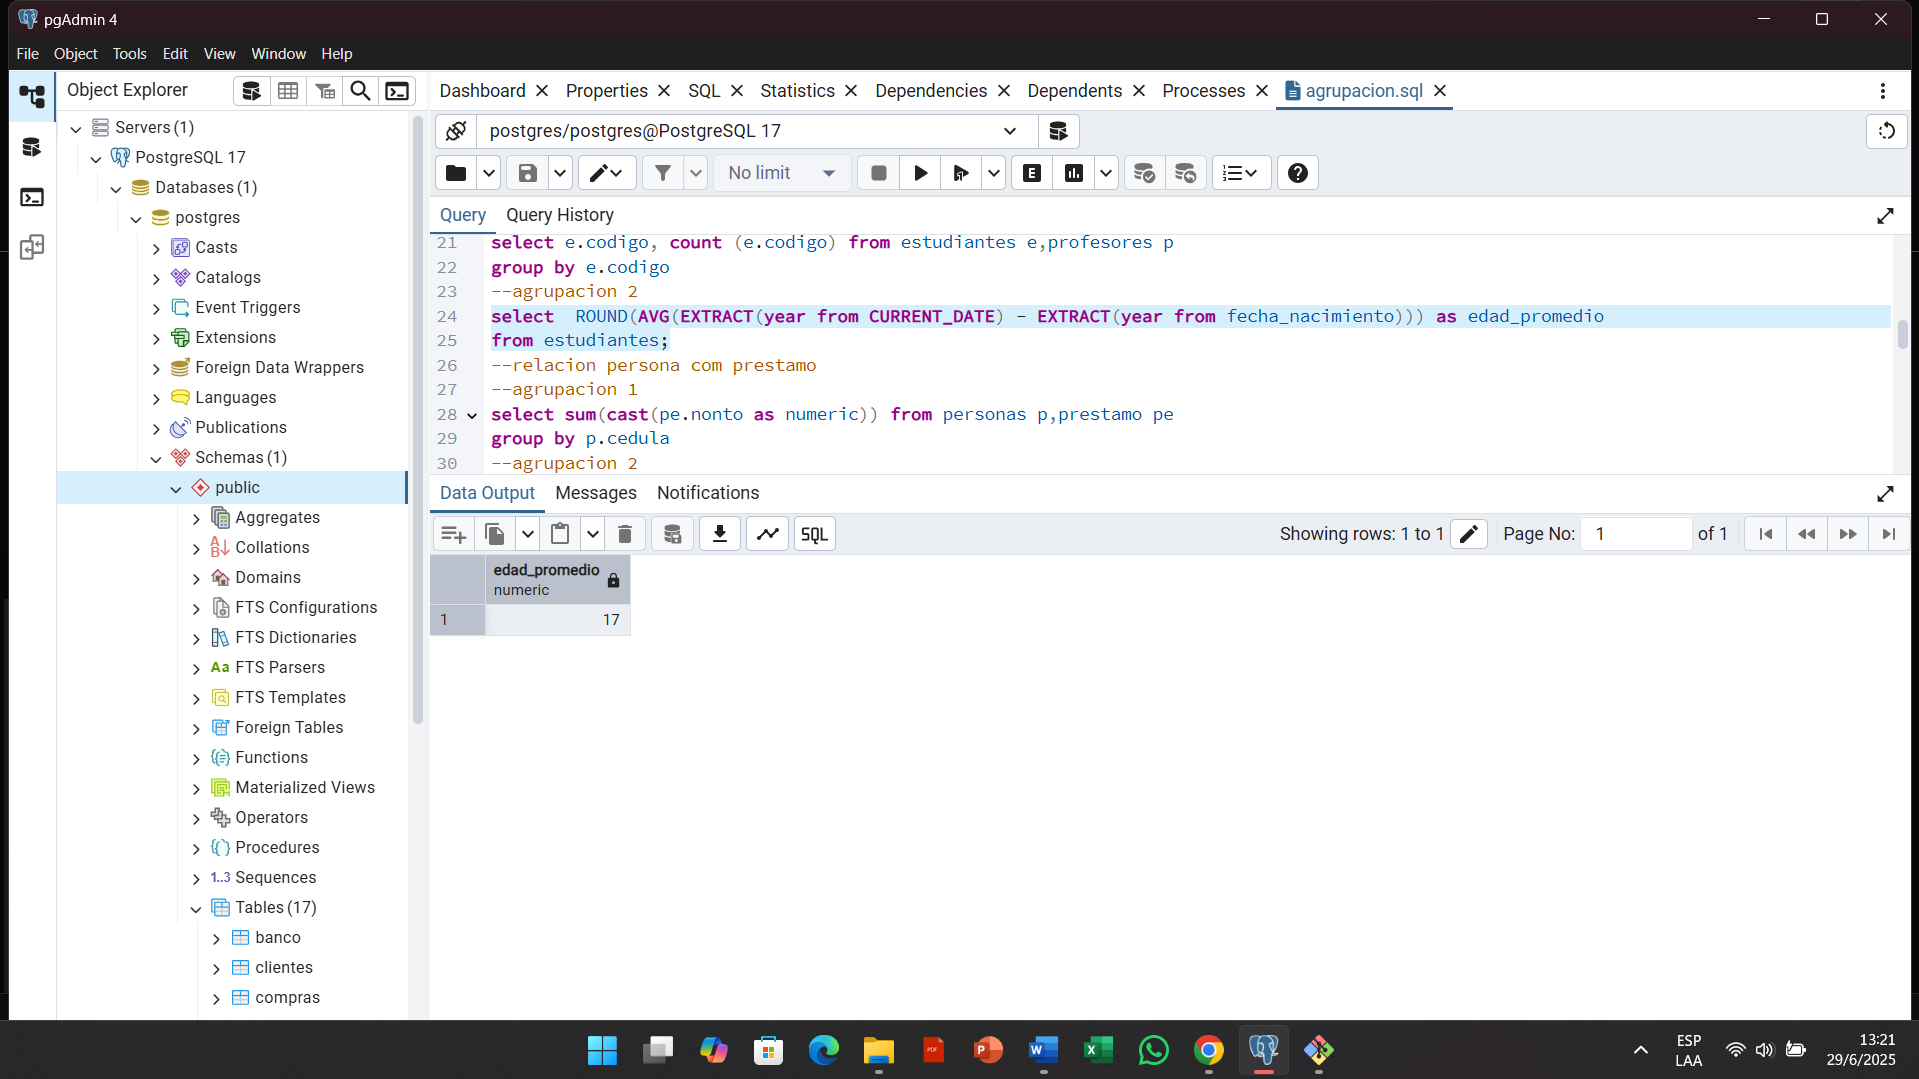 pgAdmin 4
File Object Tools Edit View Window Help
Object Explorer
Servers (1)
PostgreSQL 17
Databases (1)
postgres
Casts
Catalogs
Event Triggers
Extensions
Foreign Data Wrappers
Languages
Publications
Schemas (1)
public
Aggregates
Collations
Domains
FTS Configurations
FTS Dictionaries
Aa FTS Parsers
FTS Templates
Foreign Tables
Functions
Materialized Views
Operators
Procedures
1..3 Sequences
Tables (17)
banco
clientes
compras
Dashboard Properties SQL Statistics Dependencies Dependents Processes agrupacion.sql
postgres/postgres@PostgreSQL 17
No limit
E
Query Query History
21 select e.codigo, count (e.codigo) from estudiantes e,profesores p
22 group by e.codigo
23 --agrupacion 2
24 select  ROUND(AVG(EXTRACT(year from CURRENT_DATE) - EXTRACT(year from fecha_nacimiento))) as edad_promedio
25 from estudiantes;
26 --relacion persona com prestamo
27 --agrupacion 1
28 select sum(cast(pe.nonto as numeric)) from personas p,prestamo pe
29 group by p.cedula
30 --agrupacion 2
Data Output Messages Notifications
SQL Showing rows: 1 to 1 Page No: 1 of 1
edad_promedio
numeric
1 17
ESP
LAA
13:21
29/6/2025